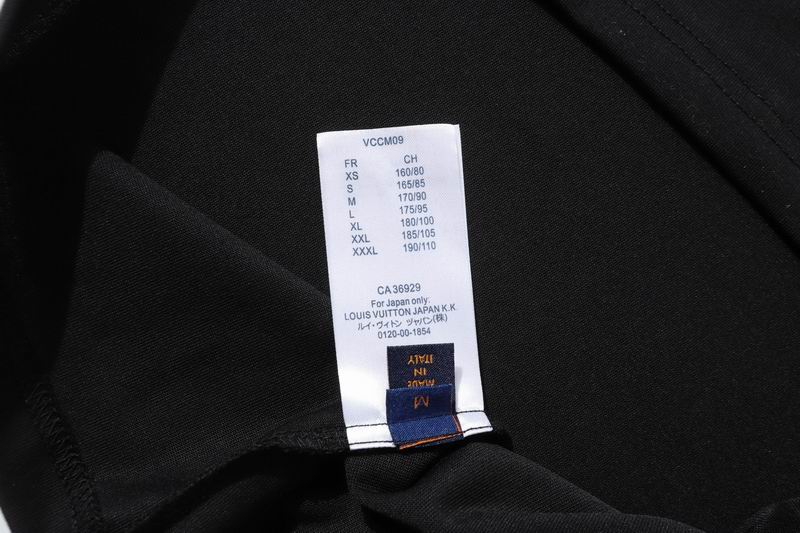 VCCM09
FR CH
XS 160/80
S 165/85
M 170/90
L 175/95
XL 180/100
XXL 185/105
XXXL 190/110
CA 36929
For Japan only:
LOUIS VUITTON JAPAN K.K.
ルイ・ヴィトン ツャパン(株)
0120-00-1854
MADE
IN
ITALY
M